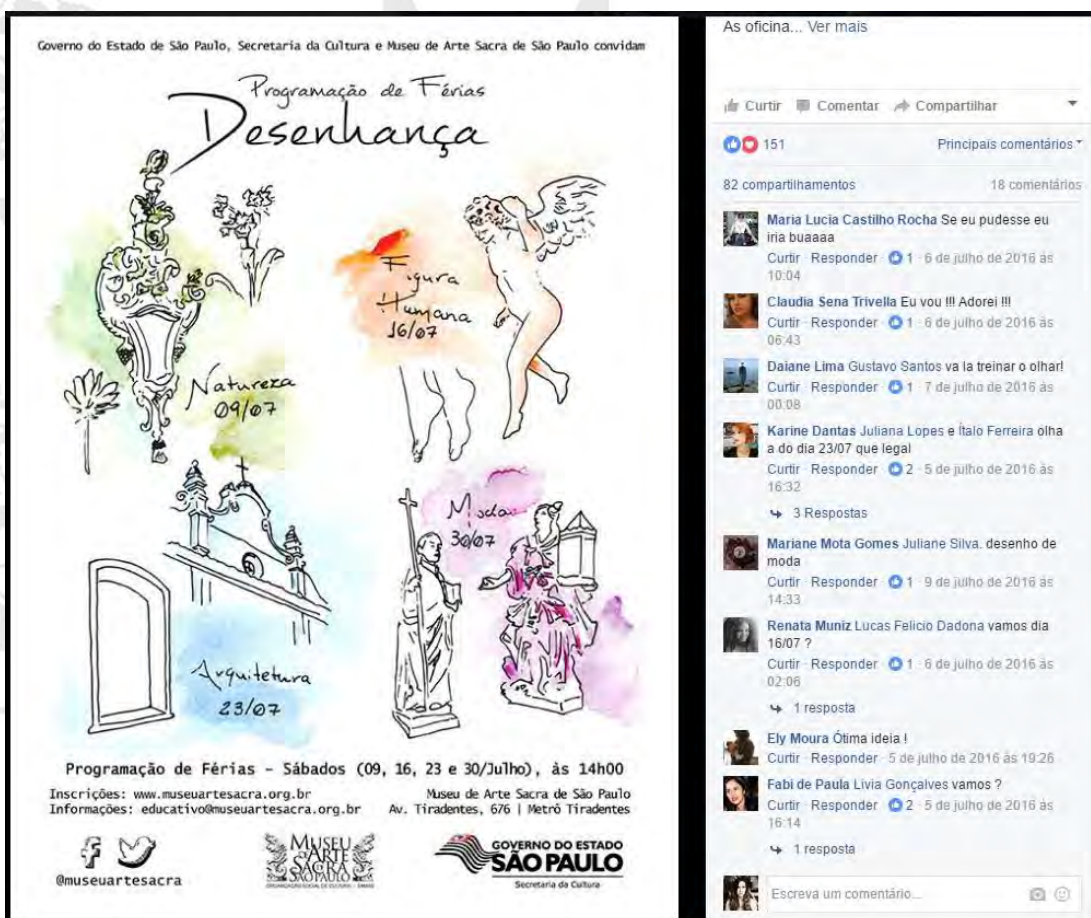 Governo do Estado de São Paulo, Secretaria da Cultura e Museu de Arte Sacra de São Paulo convidam
Programação de Férias
Desenhança
Natureza
09/07
Figura
Humana
16/07
Arquitetura
23/07
Moda
30/07
Programação de Férias - Sábados (09, 16, 23 e 30/Julho), às 14h00
Inscrições: www.museuartesacra.org.br
Informações: educativo@museuartesacra.org.br
Museu de Arte Sacra de São Paulo
Av. Tiradentes, 676 | Metrô Tiradentes
@museuartesacra
MUSEU
DE ARTE
SACRA
SÃO PAULO
GOVERNO DO ESTADO
SÃO PAULO
Secretaria da Cultura
As oficina... Ver mais
Curtir Comentar Compartilhar
151 Principais comentários
82 compartilhamentos 18 comentários
Maria Lucia Castilho Rocha Se eu pudesse eu
iria buaaaa
Curtir · Responder · 1 · 6 de julho de 2016 às
10:04
Claudia Sena Trivella Eu vou !!! Adorei !!!
Curtir · Responder · 1 · 6 de julho de 2016 às
06:43
Daiane Lima Gustavo Santos va la treinar o olhar!
Curtir · Responder · 1 · 7 de julho de 2016 às
00:08
Karine Dantas Juliana Lopes e Ítalo Ferreira olha
a do dia 23/07 que legal
Curtir · Responder · 2 · 5 de julho de 2016 às
16:32
3 Respostas
Mariane Mota Gomes Juliane Silva. desenho de
moda
Curtir · Responder · 1 · 9 de julho de 2016 às
14:33
Renata Muniz Lucas Felicio Dadona vamos dia
16/07 ?
Curtir · Responder · 1 · 6 de julho de 2016 às
02:06
1 resposta
Ely Moura Ótima ideia !
Curtir · Responder · 5 de julho de 2016 às 19:26
Fabi de Paula Livia Gonçalves vamos ?
Curtir · Responder · 2 · 5 de julho de 2016 às
16:14
1 resposta
Escreva um comentário...